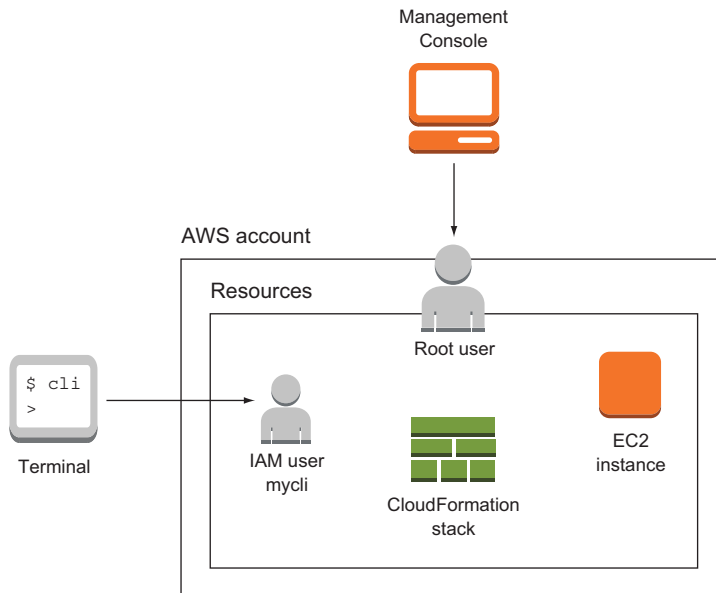 Management
Console
AWS account
Resources
Root user
$ cli
>
Terminal
IAM user
mycli
CloudFormation
stack
EC2
instance